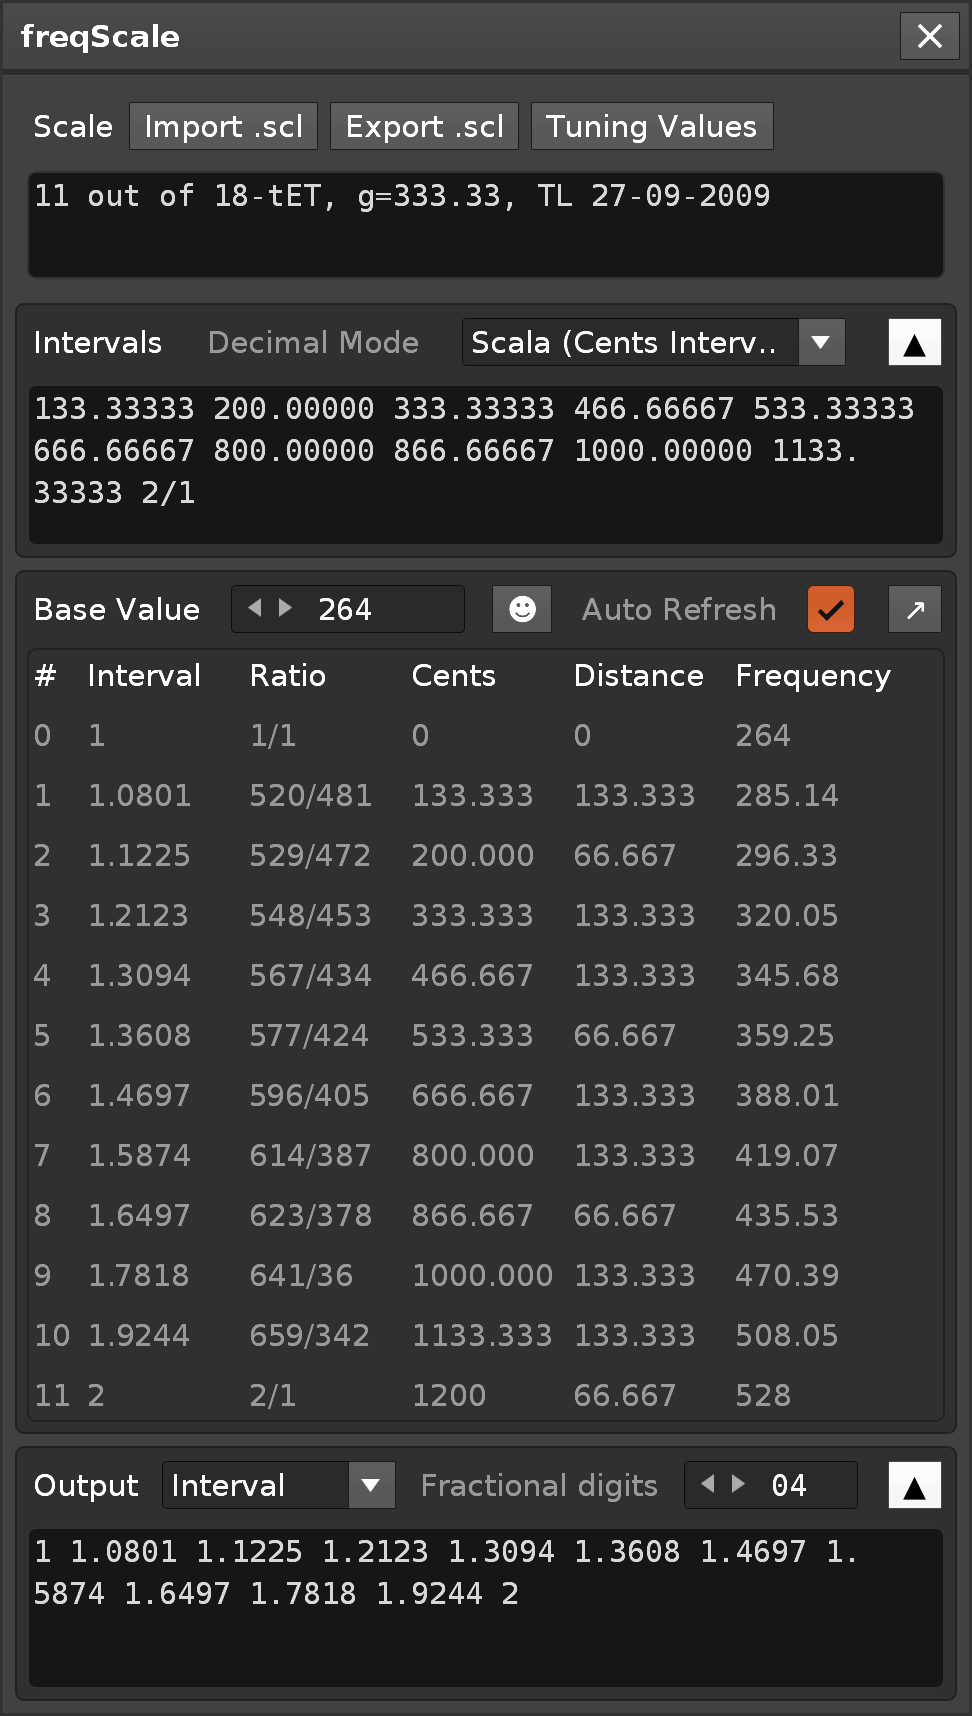 freqScale
Scale Import .scl Export .scl Tuning Values
11 out of 18-tET, g=333.33, TL 27-09-2009
Intervals Decimal Mode Scala (Cents Interv..
133.33333 200.00000 333.33333 466.66667 533.33333
666.66667 800.00000 866.66667 1000.00000 1133.
33333 2/1
Base Value 264 Auto Refresh
# Interval Ratio Cents Distance Frequency
0 1 1/1 0 0 264
1 1.0801 520/481 133.333 133.333 285.14
2 1.1225 529/472 200.000 66.667 296.33
3 1.2123 548/453 333.333 133.333 320.05
4 1.3094 567/434 466.667 133.333 345.68
5 1.3608 577/424 533.333 66.667 359.25
6 1.4697 596/405 666.667 133.333 388.01
7 1.5874 614/387 800.000 133.333 419.07
8 1.6497 623/378 866.667 66.667 435.53
9 1.7818 641/36 1000.000 133.333 470.39
10 1.9244 659/342 1133.333 133.333 508.05
11 2 2/1 1200 66.667 528
Output Interval Fractional digits 04
1 1.0801 1.1225 1.2123 1.3094 1.3608 1.4697 1.
5874 1.6497 1.7818 1.9244 2